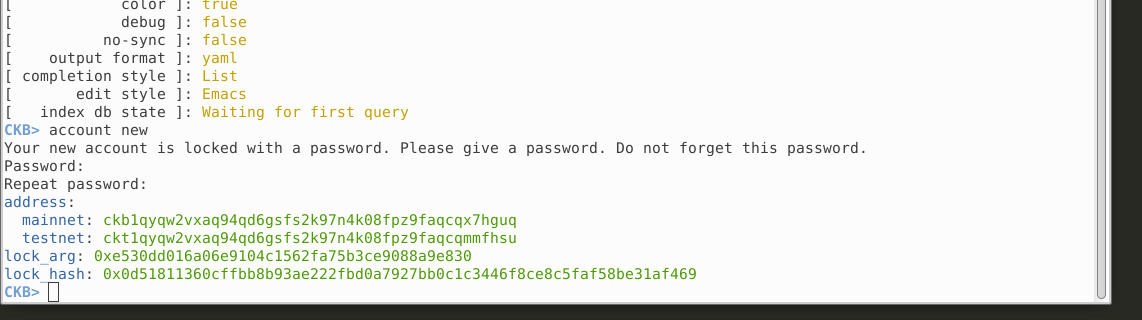 [ color ]: true
[ debug ]: false
[ no-sync ]: false
[ output format ]: yaml
[ completion style ]: List
[ edit style ]: Emacs
[ index db state ]: Waiting for first query
CKB> account new
Your new account is locked with a password. Please give a password. Do not forget this password.
Password:
Repeat password:
address:
mainnet: ckb1qyqw2vxaq94qd6gsfs2k97n4k08fpz9faqcqx7hguq
testnet: ckt1qyqw2vxaq94qd6gsfs2k97n4k08fpz9faqcqmmfhsu
lock_arg: 0xe530dd016a06e9104c1562fa75b3ce9088a9e830
lock_hash: 0x0d51811360cffbb8b93ae222fbd0a7927bb0c1c3446f8ce8c5faf58be31af469
CKB>